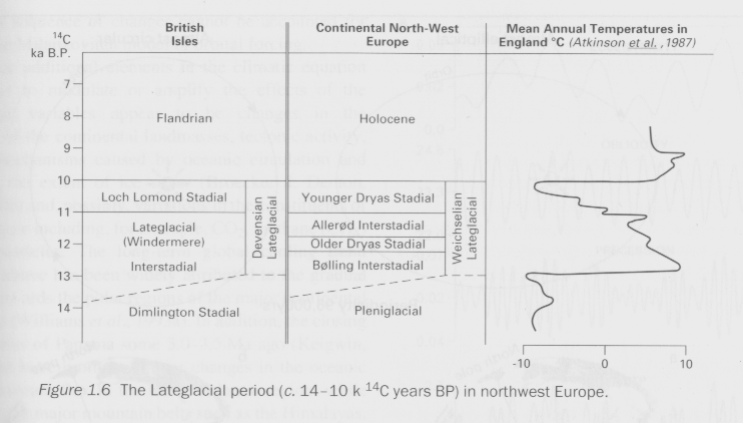 14C
ka B.P.
British
Isles
Continental North-West
Europe
Mean Annual Temperatures in
England °C (Atkinson et al. , 1987)
7
8
9
10
11
12
13
14
Flandrian
Holocene
Loch Lomond Stadial
Lateglacial
(Windermere)
Interstadial
Devensian
Lateglacial
Dimlington Stadial
Younger Dryas Stadial
Allerød Interstadial
Older Dryas Stadial
Bølling Interstadial
Weichselian
Lateglacial
Pleniglacial
-10
0
10
Figure 1.6 The Lateglacial period (c. 14–10 k 14C years BP) in northwest Europe.